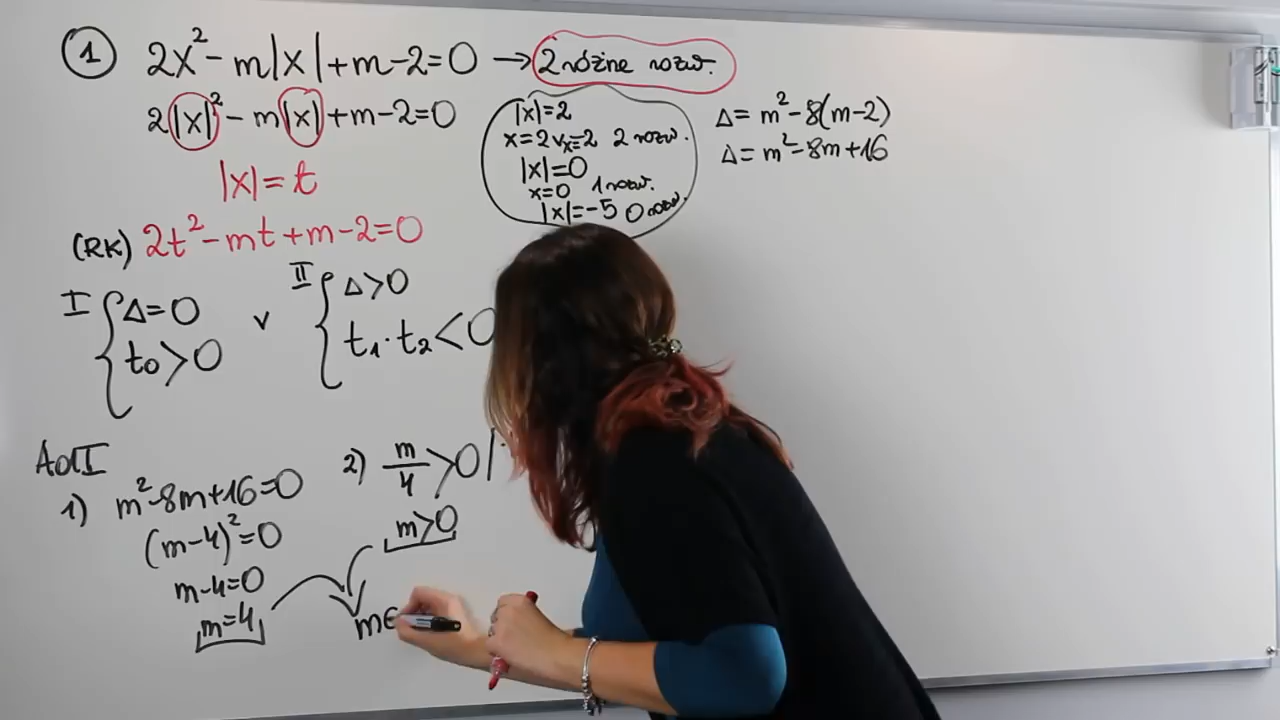 ① 2x² - m|x| + m - 2 = 0 → 2 różne rozw.
2|x|² - m|x| + m - 2 = 0
|x| = t
(RK) 2t² - mt + m - 2 = 0
|x| = 2
x = 2 v x = -2 2 rozw.
|x| = 0
x = 0 1 rozw.
|x| = -5 0 rozw.
Δ = m² - 8(m - 2)
Δ = m² - 8m + 16
I { Δ = 0
t₀ > 0
v
II { Δ > 0
t₁ · t₂ < 0
Ad I
1) m² - 8m + 16 = 0
(m - 4)² = 0
m - 4 = 0
m = 4
2) m/4 > 0 | ·
m > 0
m ∈